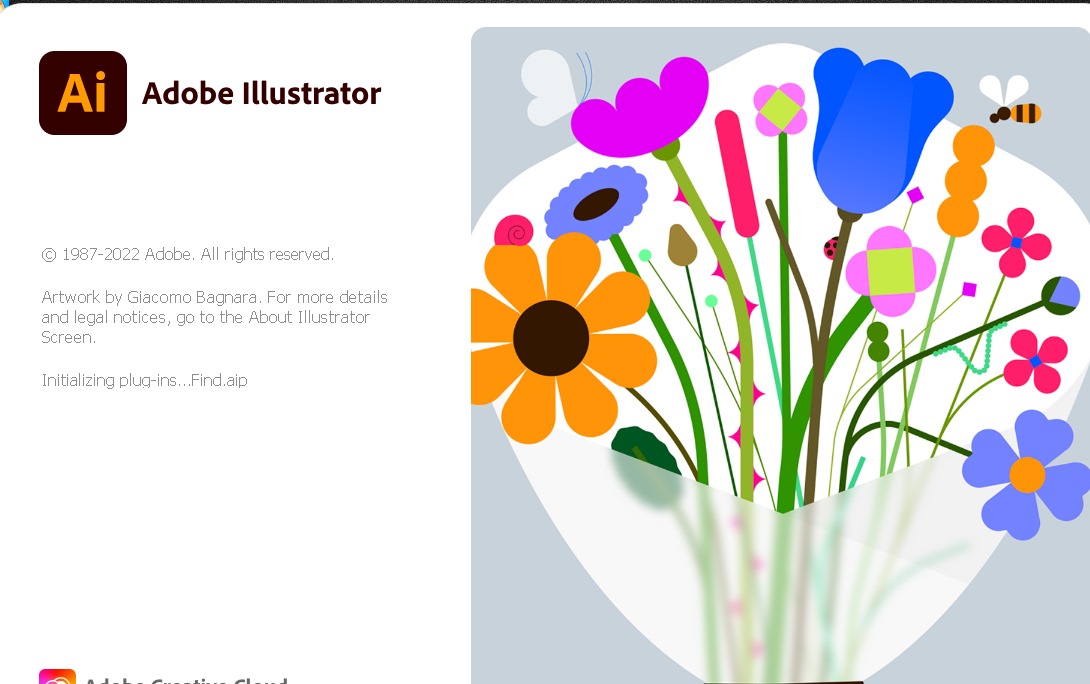 Ai
Adobe Illustrator
© 1987-2022 Adobe. All rights reserved.
Artwork by Giacomo Bagnara. For more details
and legal notices, go to the About Illustrator
Screen.
Initializing plug-ins...Find.aip
Adobe Creative Cloud